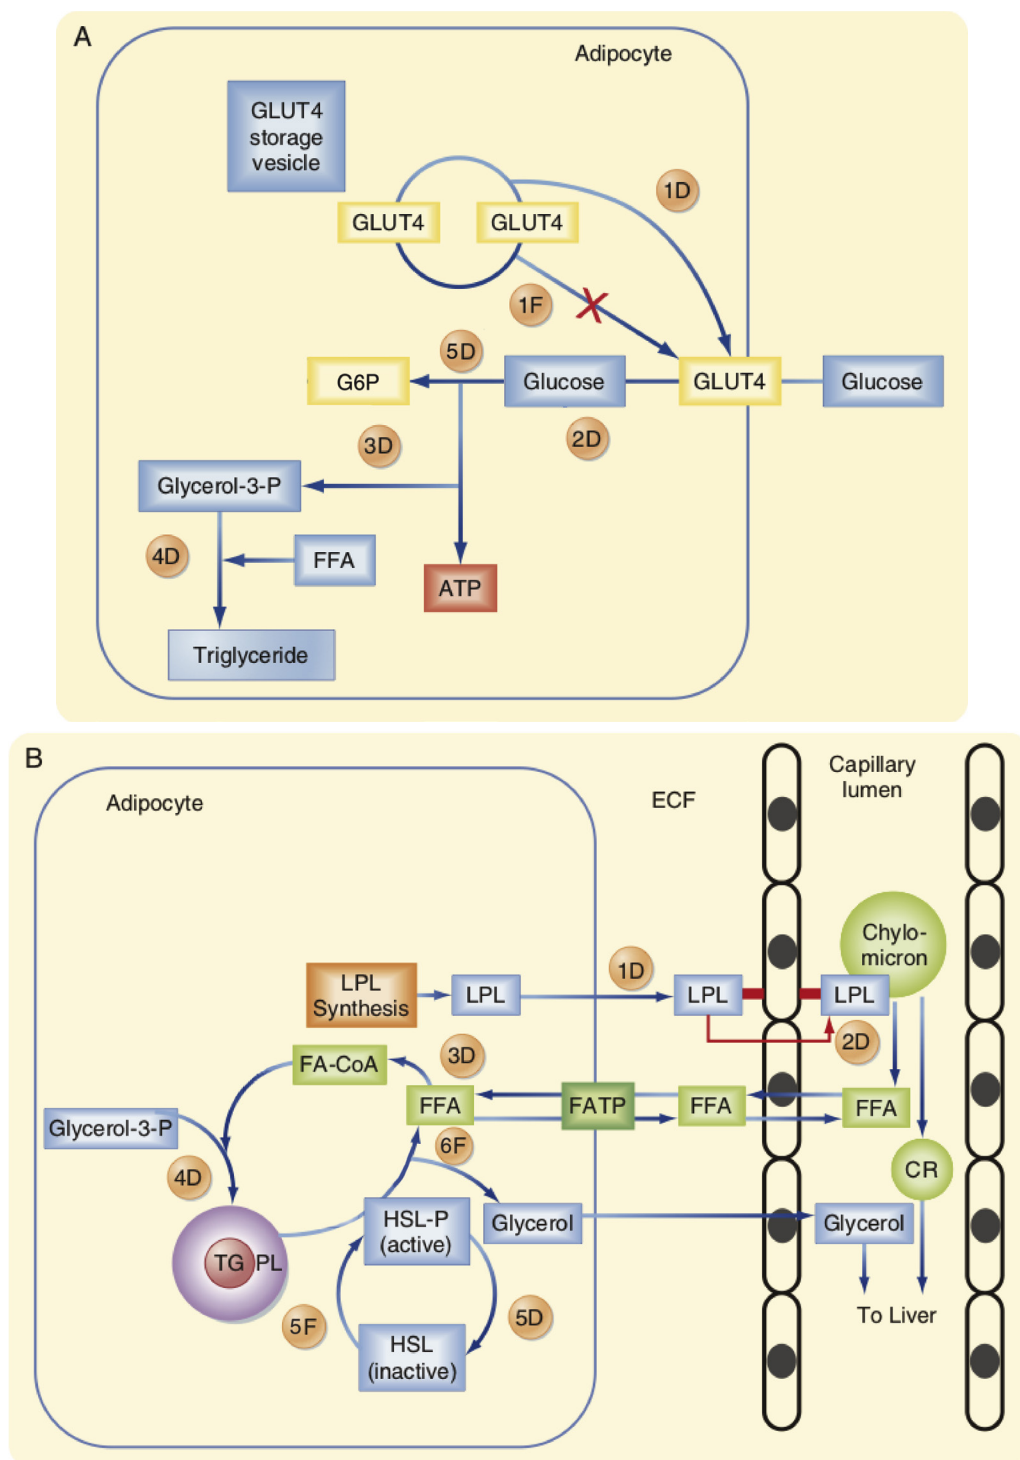 A
Adipocyte
GLUT4
storage
vesicle
1D
GLUT4
GLUT4
1F
5D
G6P
Glucose
GLUT4
Glucose
3D
2D
Glycerol-3-P
4D
FFA
ATP
Triglyceride
B
Adipocyte
ECF
Capillary
lumen
Chylo-
micron
1D
LPL
Synthesis
LPL
LPL
LPL
2D
3D
FA-CoA
FFA
FATP
FFA
FFA
Glycerol-3-P
6F
4D
CR
HSL-P
(active)
Glycerol
Glycerol
TG PL
5F
5D
To Liver
HSL
(inactive)